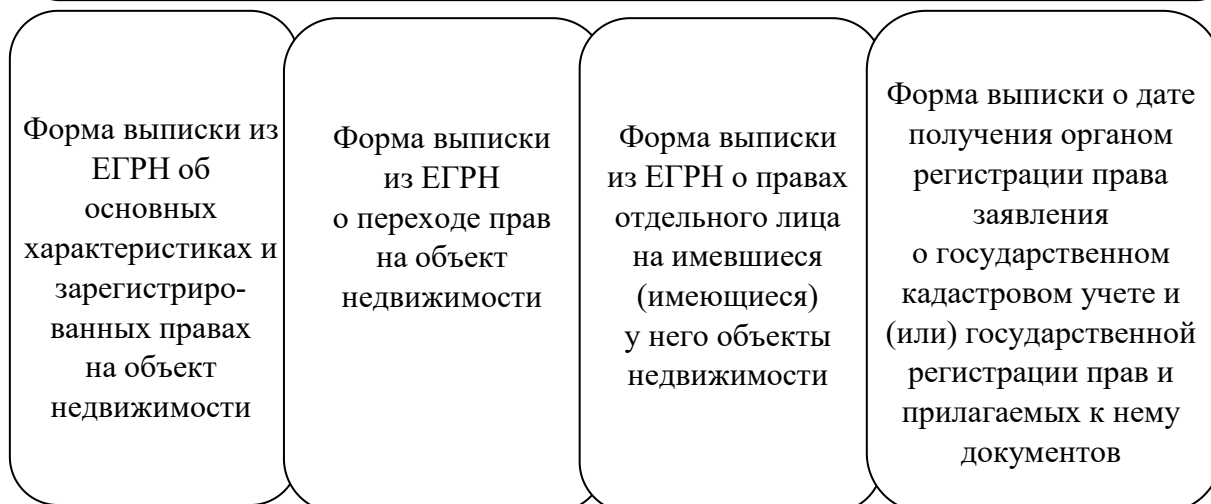 Форма выписки из
ЕГРН об
основных
характеристиках и
зарегистриро-
ванных правах
на объект
недвижимости
Форма выписки
из ЕГРН
о переходе прав
на объект
недвижимости
Форма выписки
из ЕГРН о правах
отдельного лица
на имевшиеся
(имеющиеся)
у него объекты
недвижимости
Форма выписки о дате
получения органом
регистрации права
заявления
о государственном
кадастровом учете и
(или) государственной
регистрации прав и
прилагаемых к нему
документов